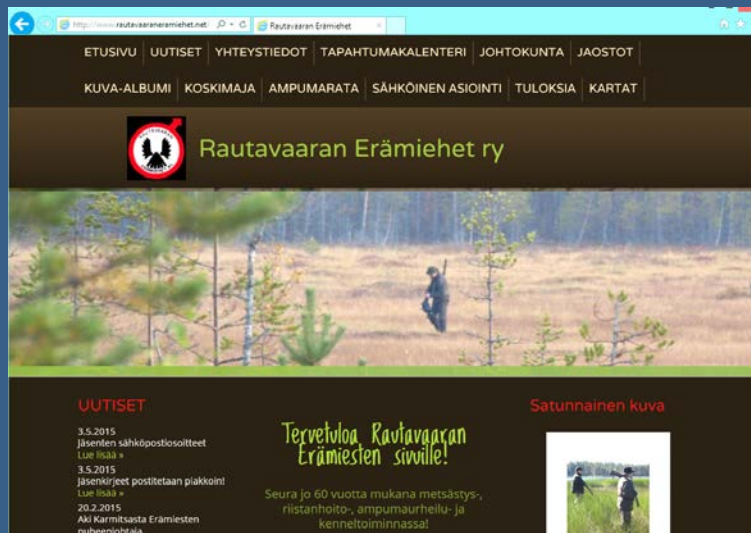 http://www.rautavaaraneramiehet.net
Rautavaaran Erämiehet
ETUSIVU UUTISET YHTEYSTIEDOT TAPAHTUMAKALENTERI JOHTOKUNTA JAOSTOT
KUVA-ALBUMI KOSKIMAJA AMPUMARATA SÄHKÖINEN ASIOINTI TULOKSIA KARTAT
Rautavaaran Erämiehet ry
UUTISET
3.5.2015
Jäsenten sähköpostiosoitteet
Lue lisää »
3.5.2015
Jäsenkirjeet postitetaan piakkoin!
Lue lisää »
20.2.2015
Aki Karmitsasta Erämiesten
puheenjohtaja
Tervetuloa Rautavaaran
Erämiesten sivuille!
Seura jo 60 vuotta mukana metsästys-,
riistanhoito-, ampumaurheilu- ja
kenneltoiminnassa!
Satunnainen kuva